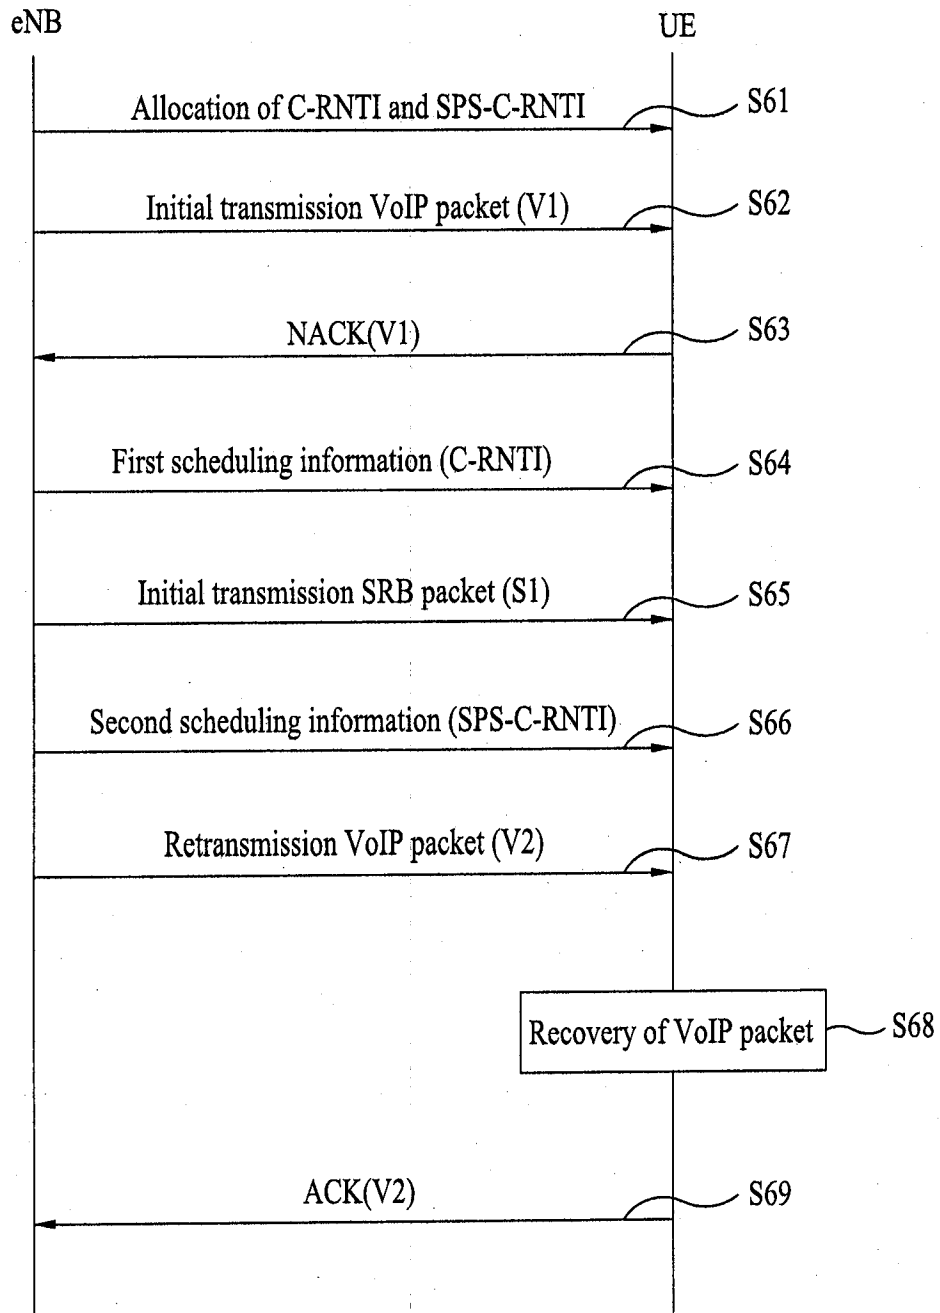 eNB
UE
Allocation of C-RNTI and SPS-C-RNTI
S61
Initial transmission VoIP packet (V1)
S62
NACK(V1)
S63
First scheduling information (C-RNTI)
S64
Initial transmission SRB packet (S1)
S65
Second scheduling information (SPS-C-RNTI)
S66
Retransmission VoIP packet (V2)
S67
Recovery of VoIP packet
S68
ACK(V2)
S69